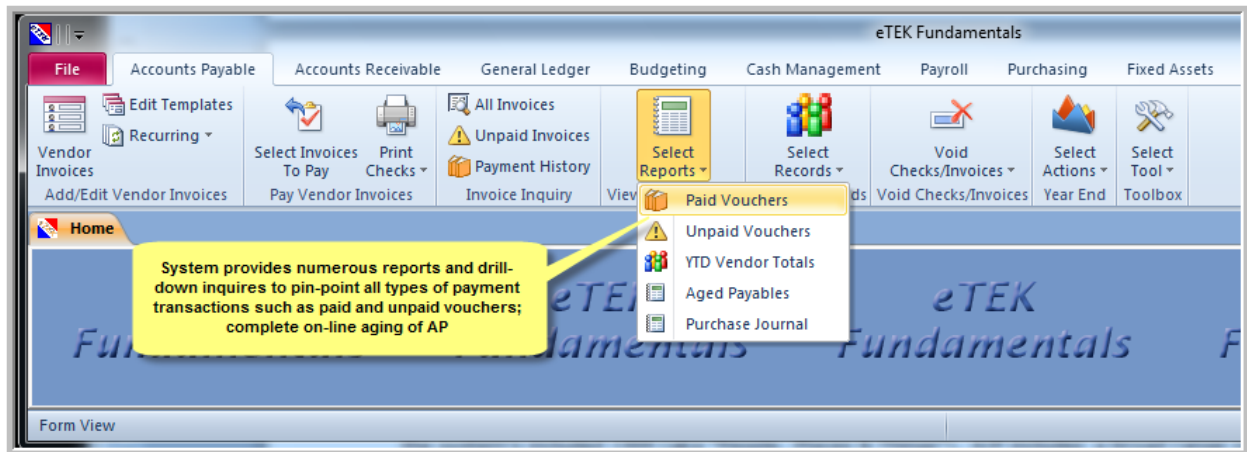 eTEK Fundamentals
File Accounts Payable Accounts Receivable General Ledger Budgeting Cash Management Payroll Purchasing Fixed Assets
Vendor Invoices
Edit Templates
Recurring
Select Invoices To Pay
Print Checks
All Invoices
Unpaid Invoices
Payment History
Select Reports
Select Records
Void Checks/Invoices
Select Actions
Select Tool
Add/Edit Vendor Invoices Pay Vendor Invoices Invoice Inquiry Void Checks/Invoices Year End Toolbox
Paid Vouchers
Unpaid Vouchers
YTD Vendor Totals
Aged Payables
Purchase Journal
Home
System provides numerous reports and drill-
down inquires to pin-point all types of payment
transactions such as paid and unpaid vouchers;
complete on-line aging of AP
eTEK
Fundamentals
Form View